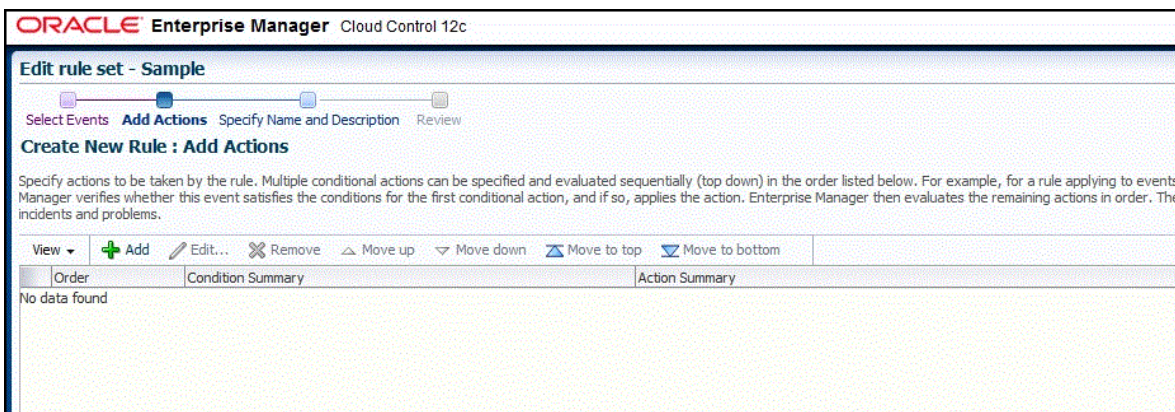 ORACLE Enterprise Manager Cloud Control 12c
Edit rule set - Sample
Select Events Add Actions Specify Name and Description Review
Create New Rule : Add Actions
Specify actions to be taken by the rule. Multiple conditional actions can be specified and evaluated sequentially (top down) in the order listed below. For example, for a rule applying to events
Manager verifies whether this event satisfies the conditions for the first conditional action, and if so, applies the action. Enterprise Manager then evaluates the remaining actions in order. The
incidents and problems.
View Add Edit... Remove Move up Move down Move to top Move to bottom
Order Condition Summary Action Summary
No data found